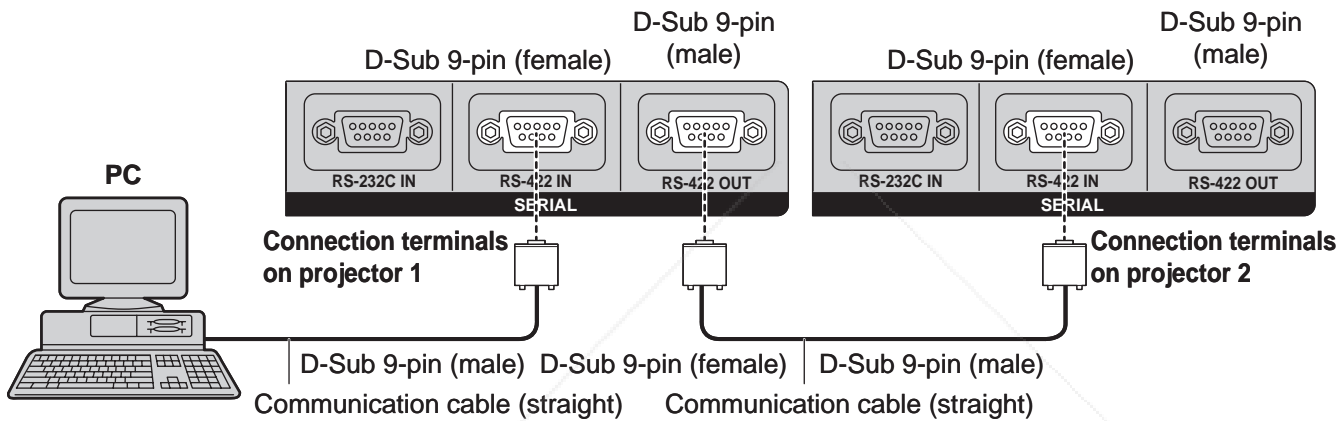 D-Sub 9-pin (female)
D-Sub 9-pin
(male)
D-Sub 9-pin (female)
D-Sub 9-pin
(male)
RS-232C IN
RS-422 IN
RS-422 OUT
SERIAL
RS-232C IN
RS-422 IN
RS-422 OUT
SERIAL
PC
Connection terminals
on projector 1
Connection terminals
on projector 2
D-Sub 9-pin (male)
D-Sub 9-pin (female)
D-Sub 9-pin (male)
Communication cable (straight)
Communication cable (straight)